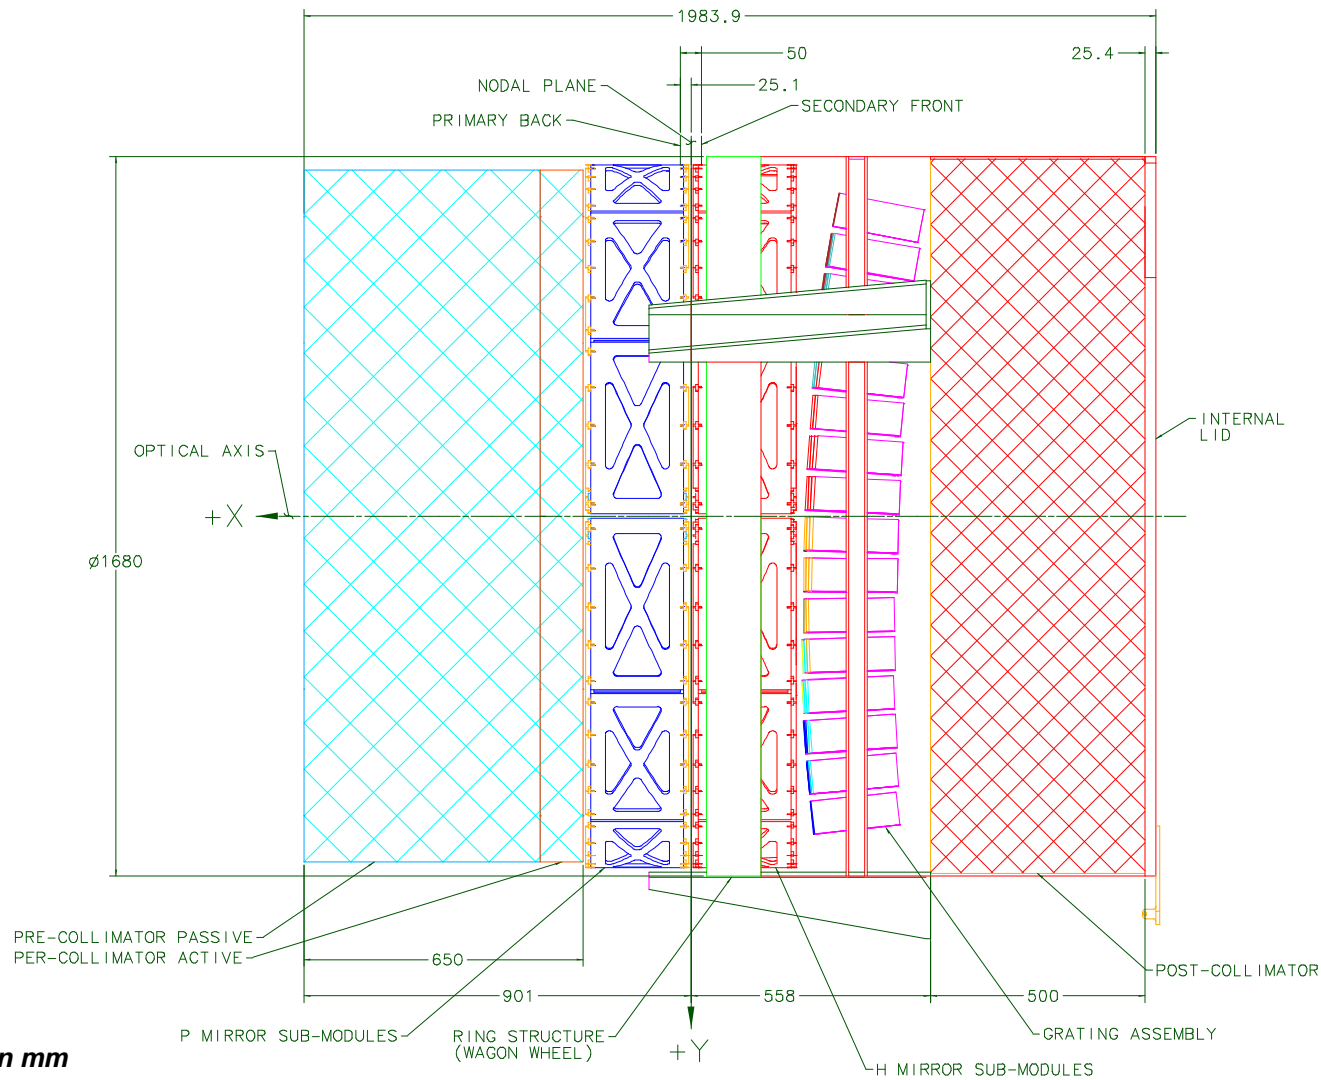 1983.9
50
25.4
NODAL PLANE
25.1
PRIMARY BACK
SECONDARY FRONT
OPTICAL AXIS
INTERNAL
LID
+X
Ø1680
PRE-COLLIMATOR PASSIVE
PER-COLLIMATOR ACTIVE
650
POST-COLLIMATOR
901
558
500
P MIRROR SUB-MODULES
RING STRUCTURE
(WAGON WHEEL)
+Y
GRATING ASSEMBLY
H MIRROR SUB-MODULES
n mm